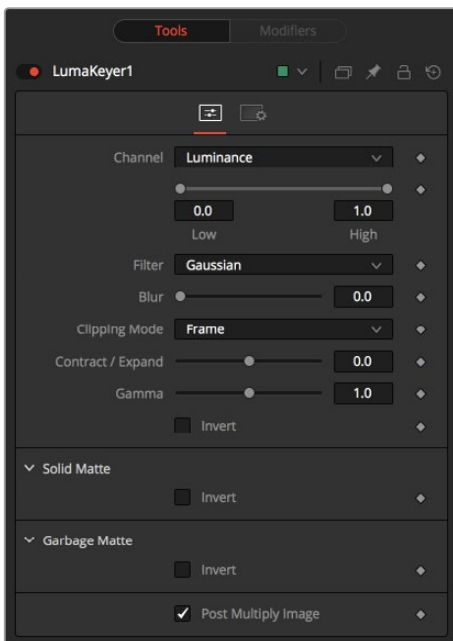 Tools Modifiers
LumaKeyer1
Channel Luminance
0.0 1.0
Low High
Filter Gaussian
Blur 0.0
Clipping Mode Frame
Contract / Expand 0.0
Gamma 1.0
Invert
Solid Matte
Invert
Garbage Matte
Invert
Post Multiply Image